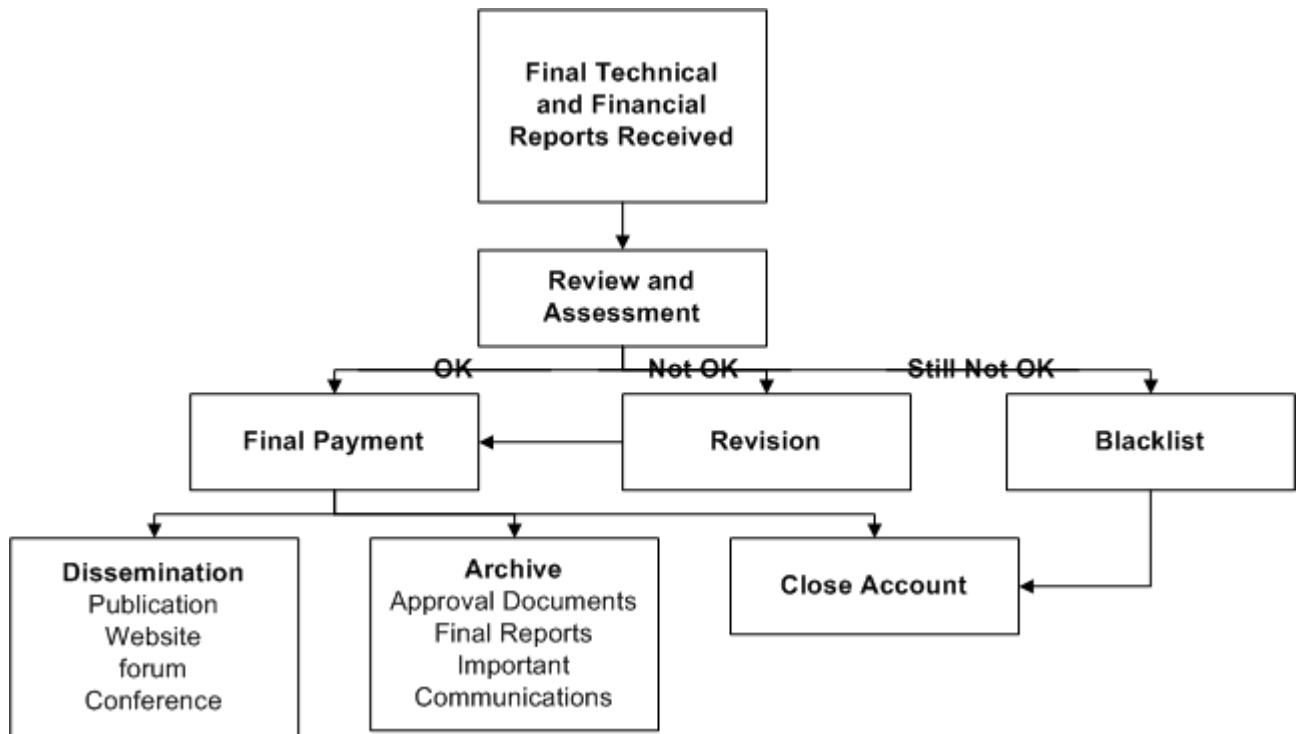 Final Technical
and Financial
Reports Received
Review and
Assessment
OK
Not OK
Still Not OK
Final Payment
Revision
Blacklist
Dissemination
Publication
Website
forum
Conference
Archive
Approval Documents
Final Reports
Important
Communications
Close Account